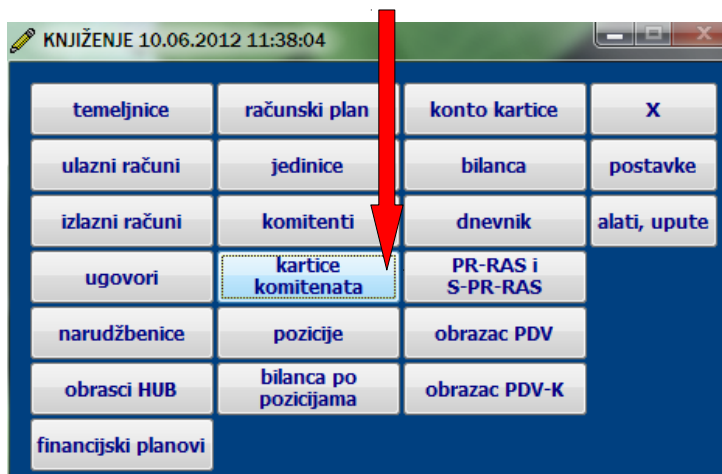 KNJIŽENJE 10.06.2012 11:38:04
temeljnice
računski plan
konto kartice
X
ulazni računi
jedinice
bilanca
postavke
izlazni računi
komitenti
dnevnik
alati, upute
ugovori
kartice
komitenata
PR-RAS i
S-PR-RAS
narudžbenice
pozicije
obrazac PDV
obrasci HUB
bilanca po
pozicijama
obrazac PDV-K
financijski planovi